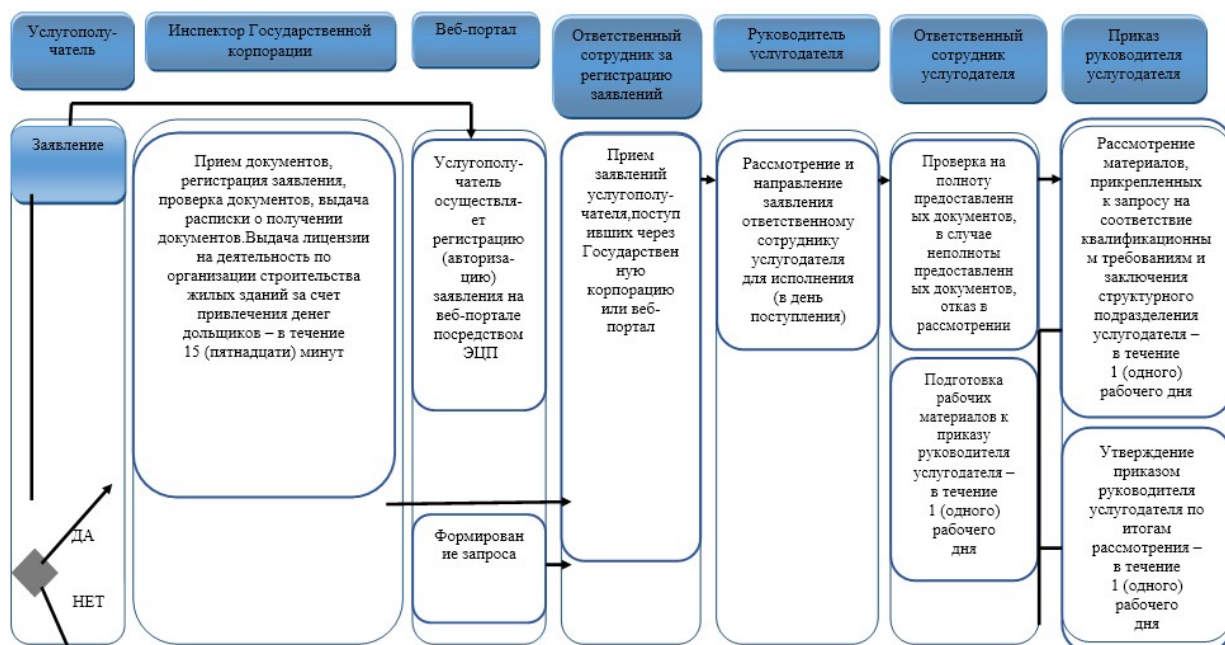 Услугополу-
чатель
Инспектор Государственной
корпорации
Веб-портал
Ответственный
сотрудник за
регистрацию
заявлений
Руководитель
услугодателя
Ответственный
сотрудник
услугодателя
Приказ
руководителя
услугодателя
Заявление
ДА
НЕТ
Прием документов,
регистрация заявления,
проверка документов, выдача
расписки о получении
документов.Выдача лицензии
на деятельность по
организации строительства
жилых зданий за счет
привлечения денег
дольщиков – в течение
15 (пятнадцати) минут
Услугополу-
чатель
осуществля-
ет
регистрацию
(авториза-
цию)
заявления на
веб-портале
посредством
ЭЦП
Формирован
ие запроса
Прием
заявлений
услугополу-
чателя,поступ
ивших через
Государствен
ную
корпорацию
или веб-
портал
Рассмотрение и
направление
заявления
ответственному
сотруднику
услугодателя
для исполнения
(в день
поступления)
Проверка на
полноту
предоставленн
ых документов,
в случае
неполноты
предоставленн
ых документов,
отказ в
рассмотрении
Подготовка
рабочих
материалов к
приказу
руководителя
услугодателя –
в течение
1 (одного)
рабочего
дня
Рассмотрение
материалов,
прикрепленных
к запросу на
соответствие
квалификационны
м требованиям и
заключения
структурного
подразделения
услугодателя –
в течение
1 (одного)
рабочего дня
Утверждение
приказом
руководителя
услугодателя по
итогам
рассмотрения –
в течение
1 (одного)
рабочего
дня